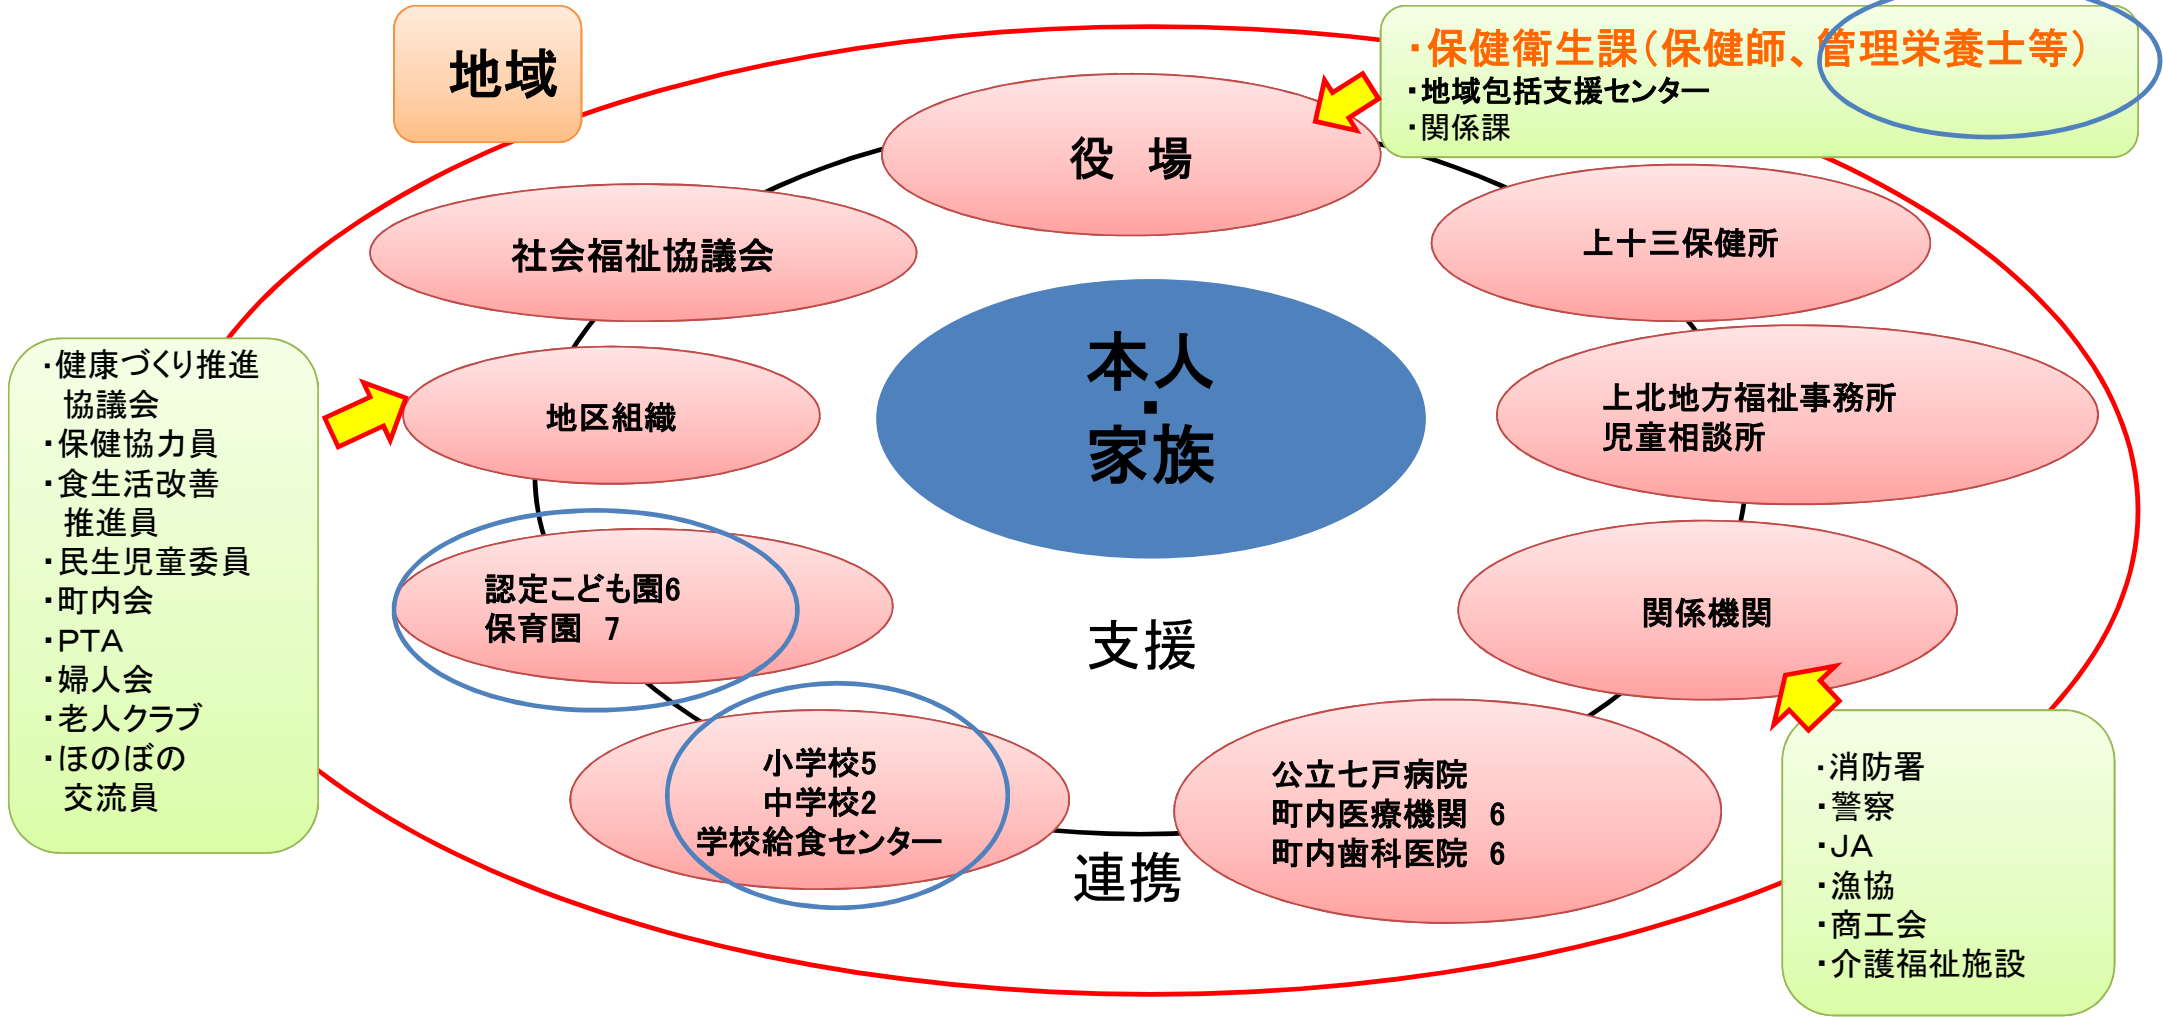 地域
・保健衛生課(保健師、管理栄養士等)
・地域包括支援センター
・関係課
役 場
社会福祉協議会
上十三保健所
本人
・
家族
・健康づくり推進
協議会
・保健協力員
・食生活改善
推進員
・民生児童委員
・町内会
・PTA
・婦人会
・老人クラブ
・ほのぼの
交流員
地区組織
上北地方福祉事務所
児童相談所
認定こども園6
保育園 7
支援
関係機関
小学校5
中学校2
学校給食センター
連携
公立七戸病院
町内医療機関 6
町内歯科医院 6
・消防署
・警察
・JA
・漁協
・商工会
・介護福祉施設